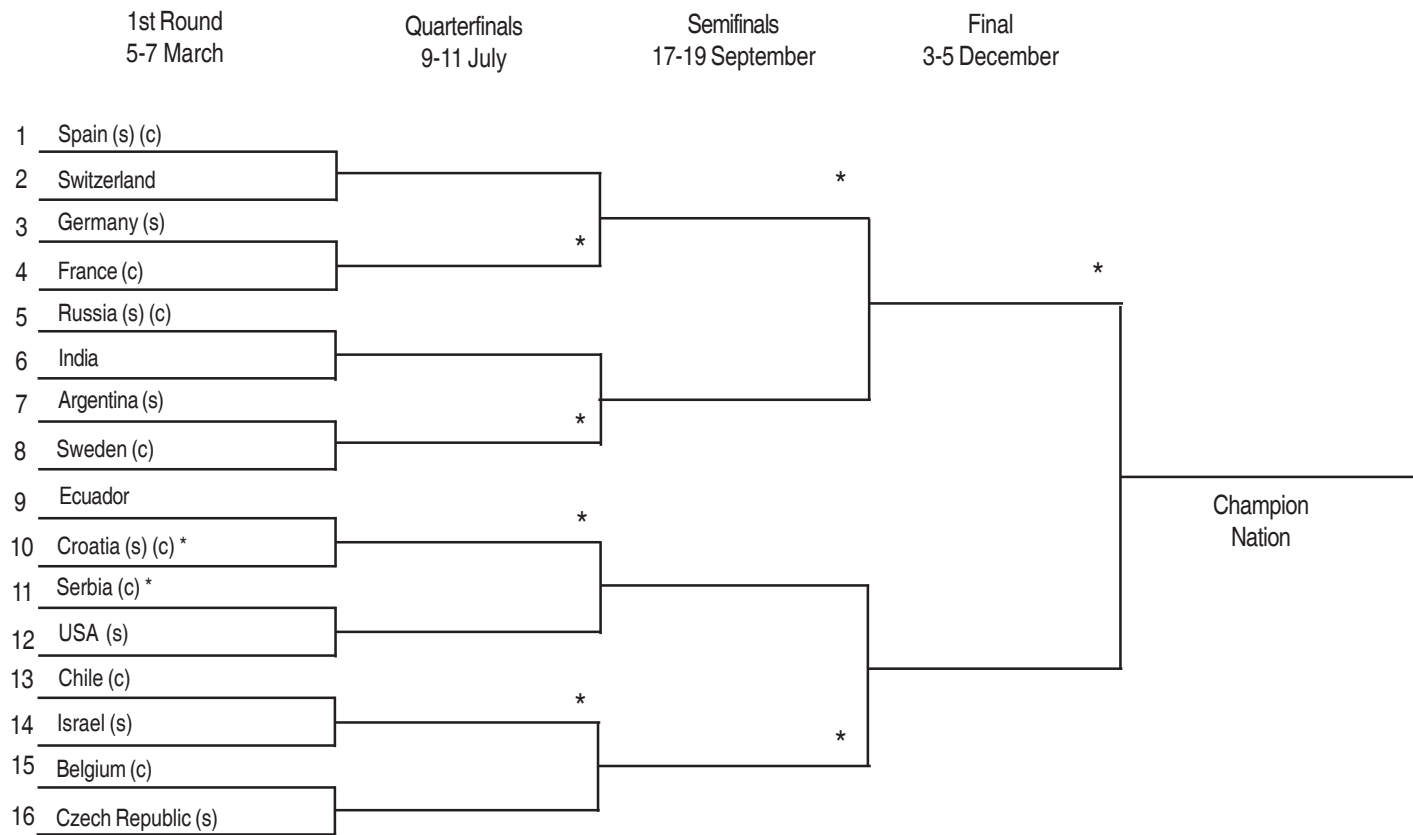 1st Round
5-7 March
Quarterfinals
9-11 July
Semifinals
17-19 September
Final
3-5 December
1 Spain (s) (c)
2 Switzerland
*
3 Germany (s)
*
4 France (c)
*
5 Russia (s) (c)
6 India
7 Argentina (s)
*
8 Sweden (c)
9 Ecuador
*
10 Croatia (s) (c) *
11 Serbia (c) *
12 USA (s)
13 Chile (c)
*
14 Israel (s)
*
15 Belgium (c)
16 Czech Republic (s)
Champion
Nation